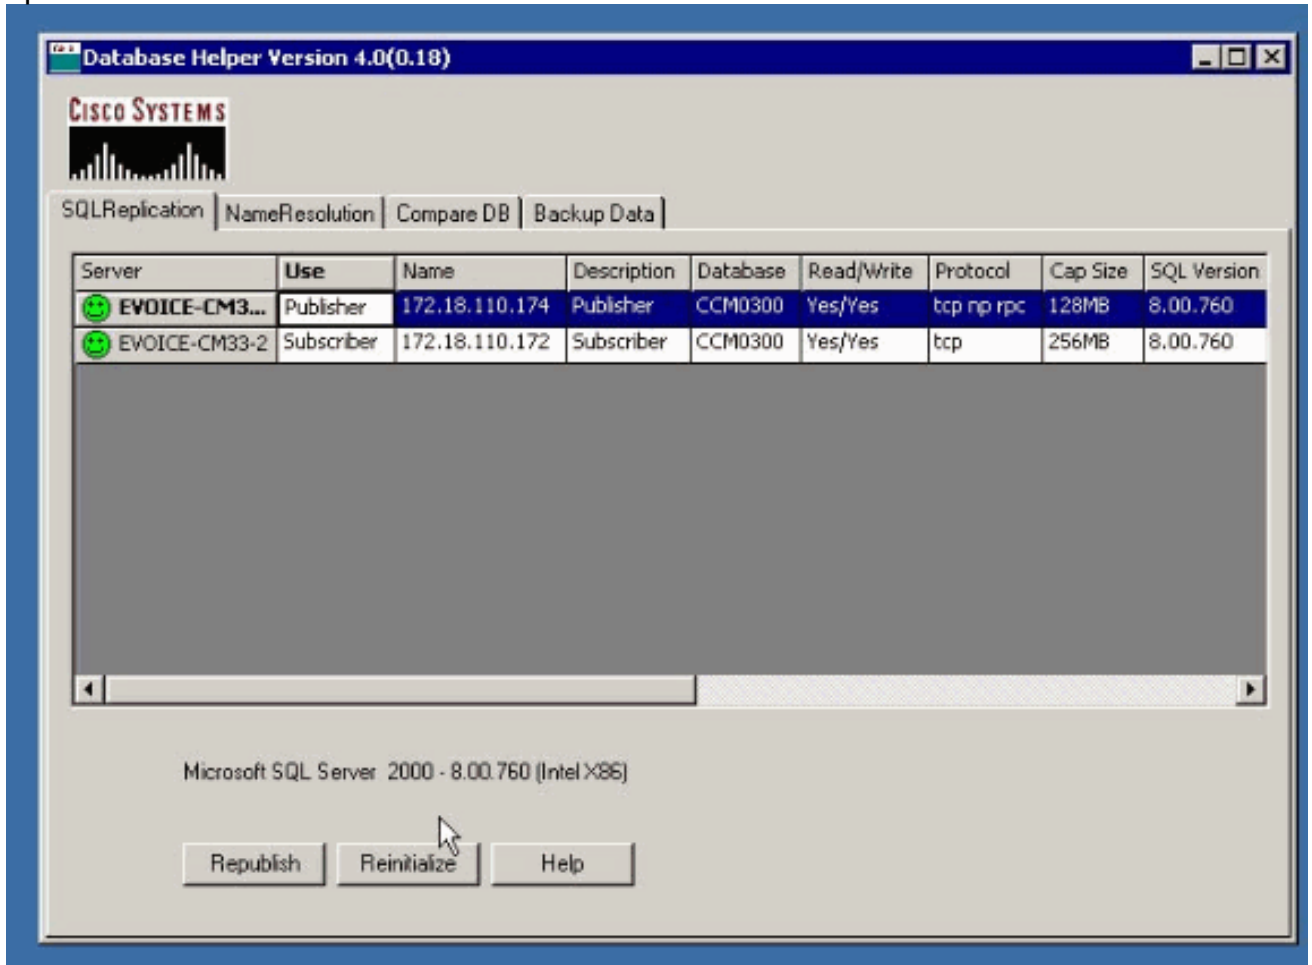 Database Helper Version 4.0(0.18)
CISCO SYSTEMS
SQLReplication NameResolution Compare DB Backup Data
Server Use Name Description Database Read/Write Protocol Cap Size SQL Version
EVOICE-CM3... Publisher 172.18.110.174 Publisher CCM0300 Yes/Yes tcp np rpc 128MB 8.00.760
EVOICE-CM33-2 Subscriber 172.18.110.172 Subscriber CCM0300 Yes/Yes tcp 256MB 8.00.760
Microsoft SQL Server 2000 - 8.00.760 (Intel X86)
Republish Reinitialize Help